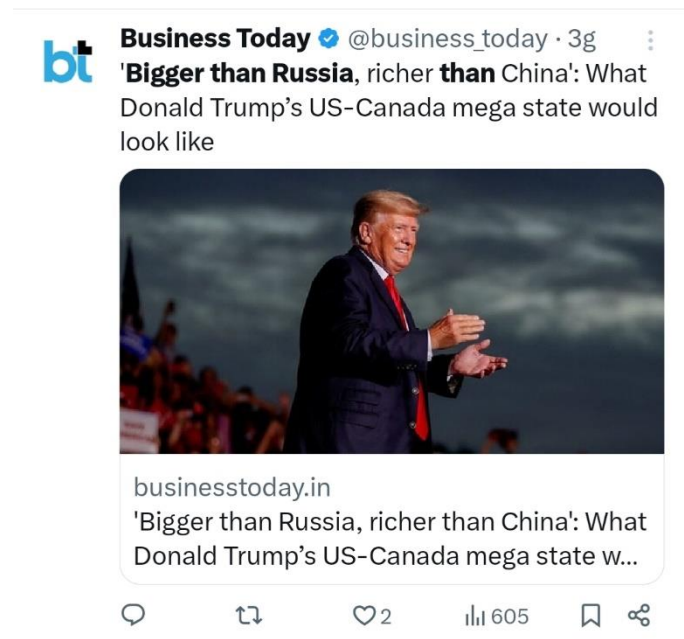 bt
Business Today @business_today · 3g
'Bigger than Russia, richer than China': What
Donald Trump’s US-Canada mega state would
look like
businesstoday.in
'Bigger than Russia, richer than China': What
Donald Trump’s US-Canada mega state w...
2
605